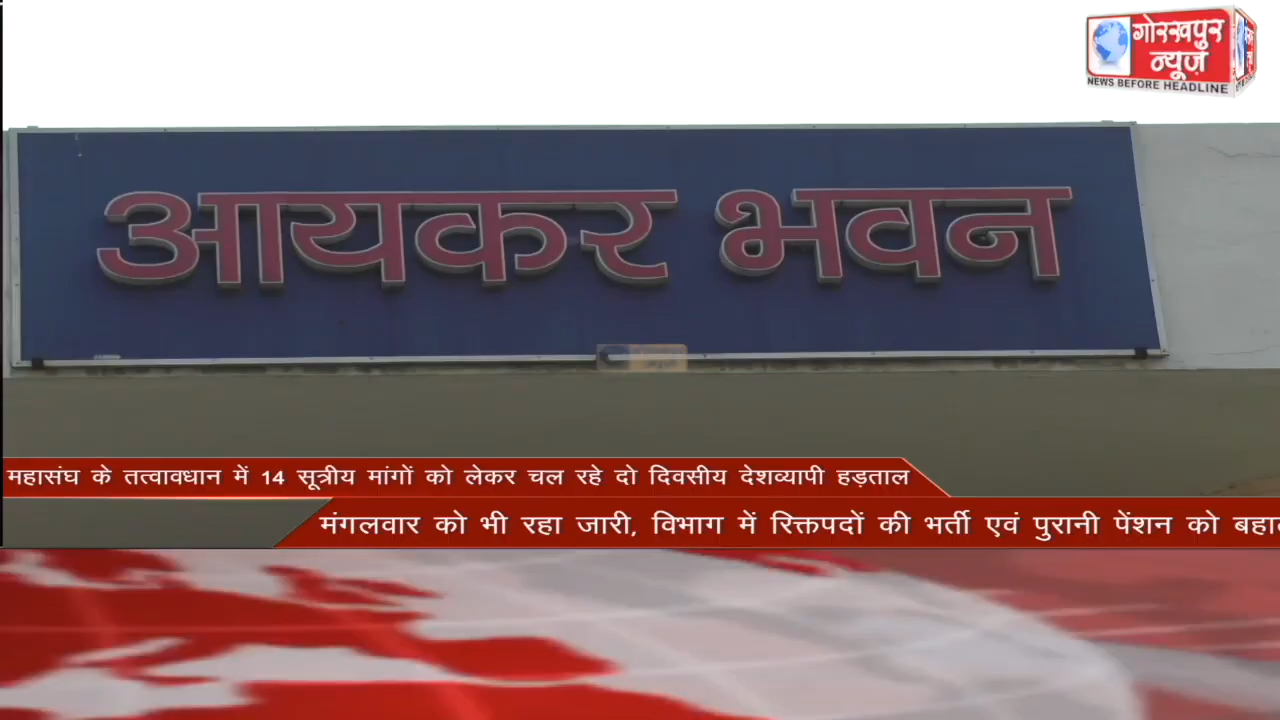 गोरखपुर
न्यूज़
NEWS BEFORE HEADLINE
आयकर भवन
महासंघ के तत्वावधान में 14 सूत्रीय मांगों को लेकर चल रहे दो दिवसीय देशव्यापी हड़ताल
मंगलवार को भी रहा जारी, विभाग में रिक्तपदों की भर्ती एवं पुरानी पेंशन को